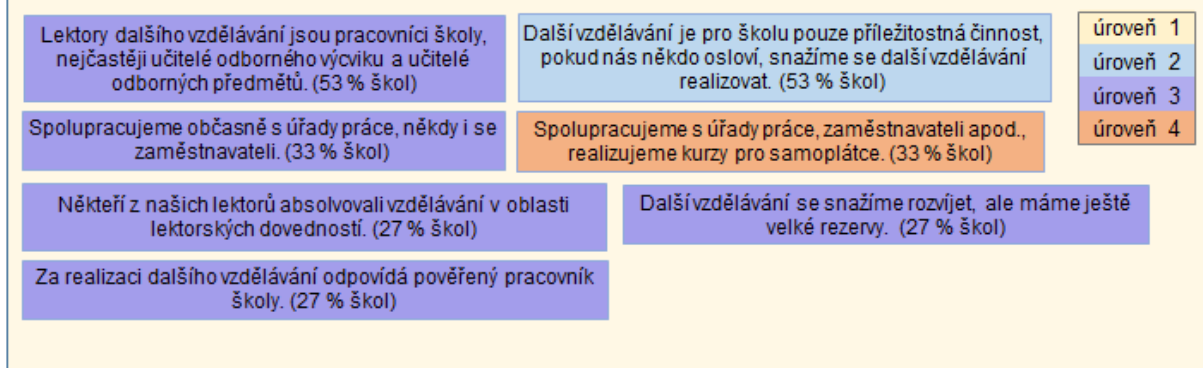 Lektory dalšího vzdělávání jsou pracovníci školy,
nejčastěji učitelé odborného výcviku a učitelé
odborných předmětů. (53 % škol)
Další vzdělávání je pro školu pouze příležitostná činnost,
pokud nás někdo osloví, snažíme se další vzdělávání
realizovat. (53 % škol)
úroveň 1
úroveň 2
úroveň 3
úroveň 4
Spolupracujeme občasně s úřady práce, někdy i se
zaměstnavateli. (33 % škol)
Spolupracujeme s úřady práce, zaměstnavateli apod.,
realizujeme kurzy pro samoplátce. (33 % škol)
Někteří z našich lektorů absolvovali vzdělávání v oblasti
lektorských dovedností. (27 % škol)
Další vzdělávání se snažíme rozvíjet, ale máme ještě
velké rezervy. (27 % škol)
Za realizaci dalšího vzdělávání odpovídá pověřený pracovník
školy. (27 % škol)